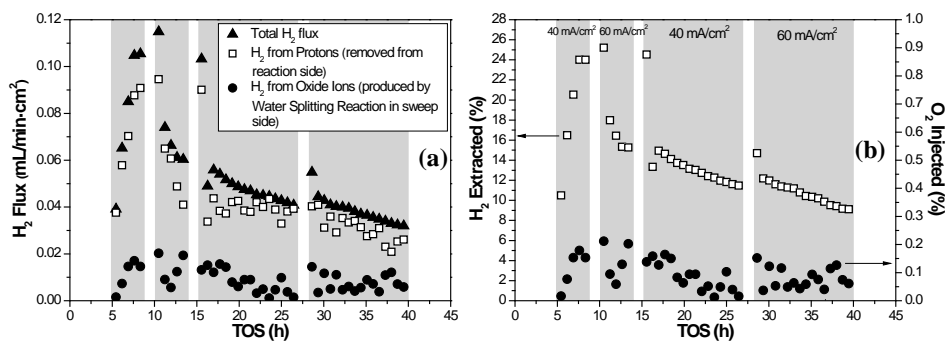 0.12
0.10
0.08
0.06
0.04
0.02
0.00
H2 Flux (mL/min·cm2)
0 5 10 15 20 25 30 35 40 45
TOS (h)
Total H2 flux
H2 from Protons (removed from
reaction side)
H2 from Oxide Ions (produced by
Water Splitting Reaction in sweep
side)
(a)
28
26
24
22
20
18
16
14
12
10
8
6
4
2
0
H2 Extracted (%)
0 5 10 15 20 25 30 35 40 45
TOS (h)
40 mA/cm2
60 mA/cm2
40 mA/cm2
60 mA/cm2
(b)
1.0
0.9
0.8
0.7
0.6
0.5
0.4
0.3
0.2
0.1
0.0
O2 Injected (%)